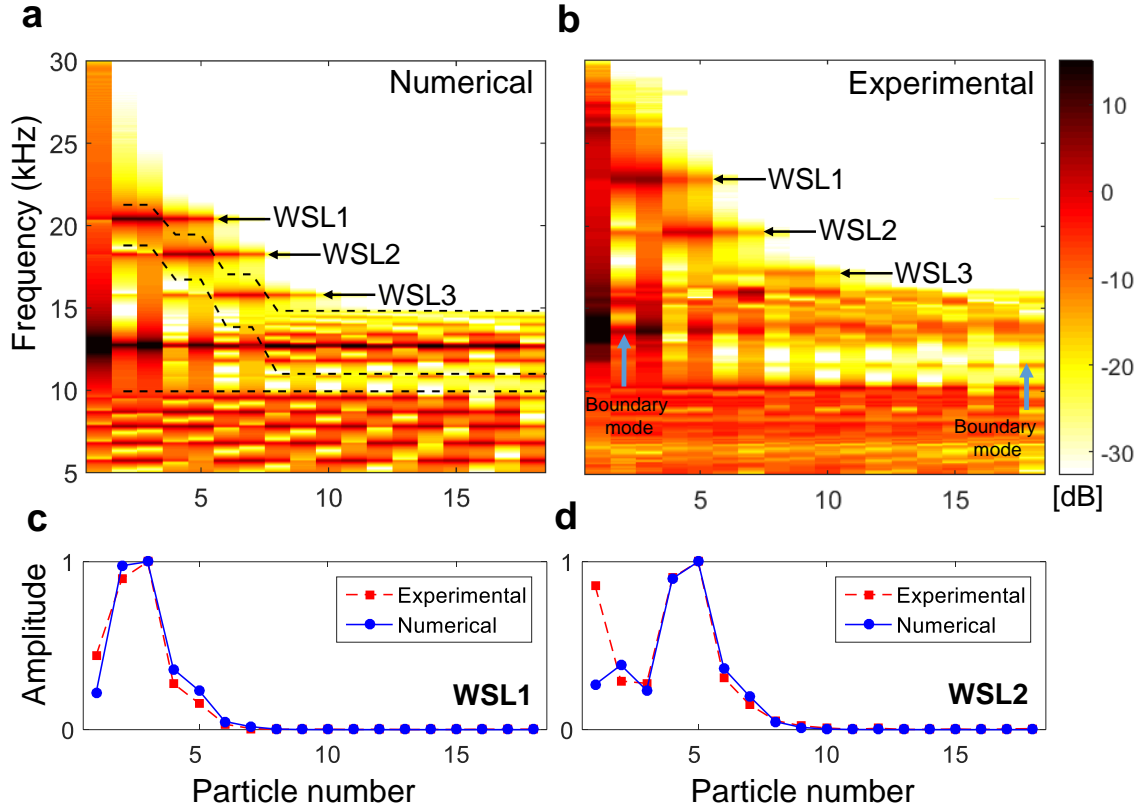 a
b
30
25
20
15
10
5
Frequency (kHz)
Numerical
WSL1
WSL2
WSL3
5
10
15
Experimental
WSL1
WSL2
WSL3
Boundary
mode
Boundary
mode
5
10
15
10
0
-10
-20
-30
[dB]
c
d
1
0
Amplitude
Experimental
Numerical
WSL1
5
10
15
Particle number
1
0
Experimental
Numerical
WSL2
5
10
15
Particle number